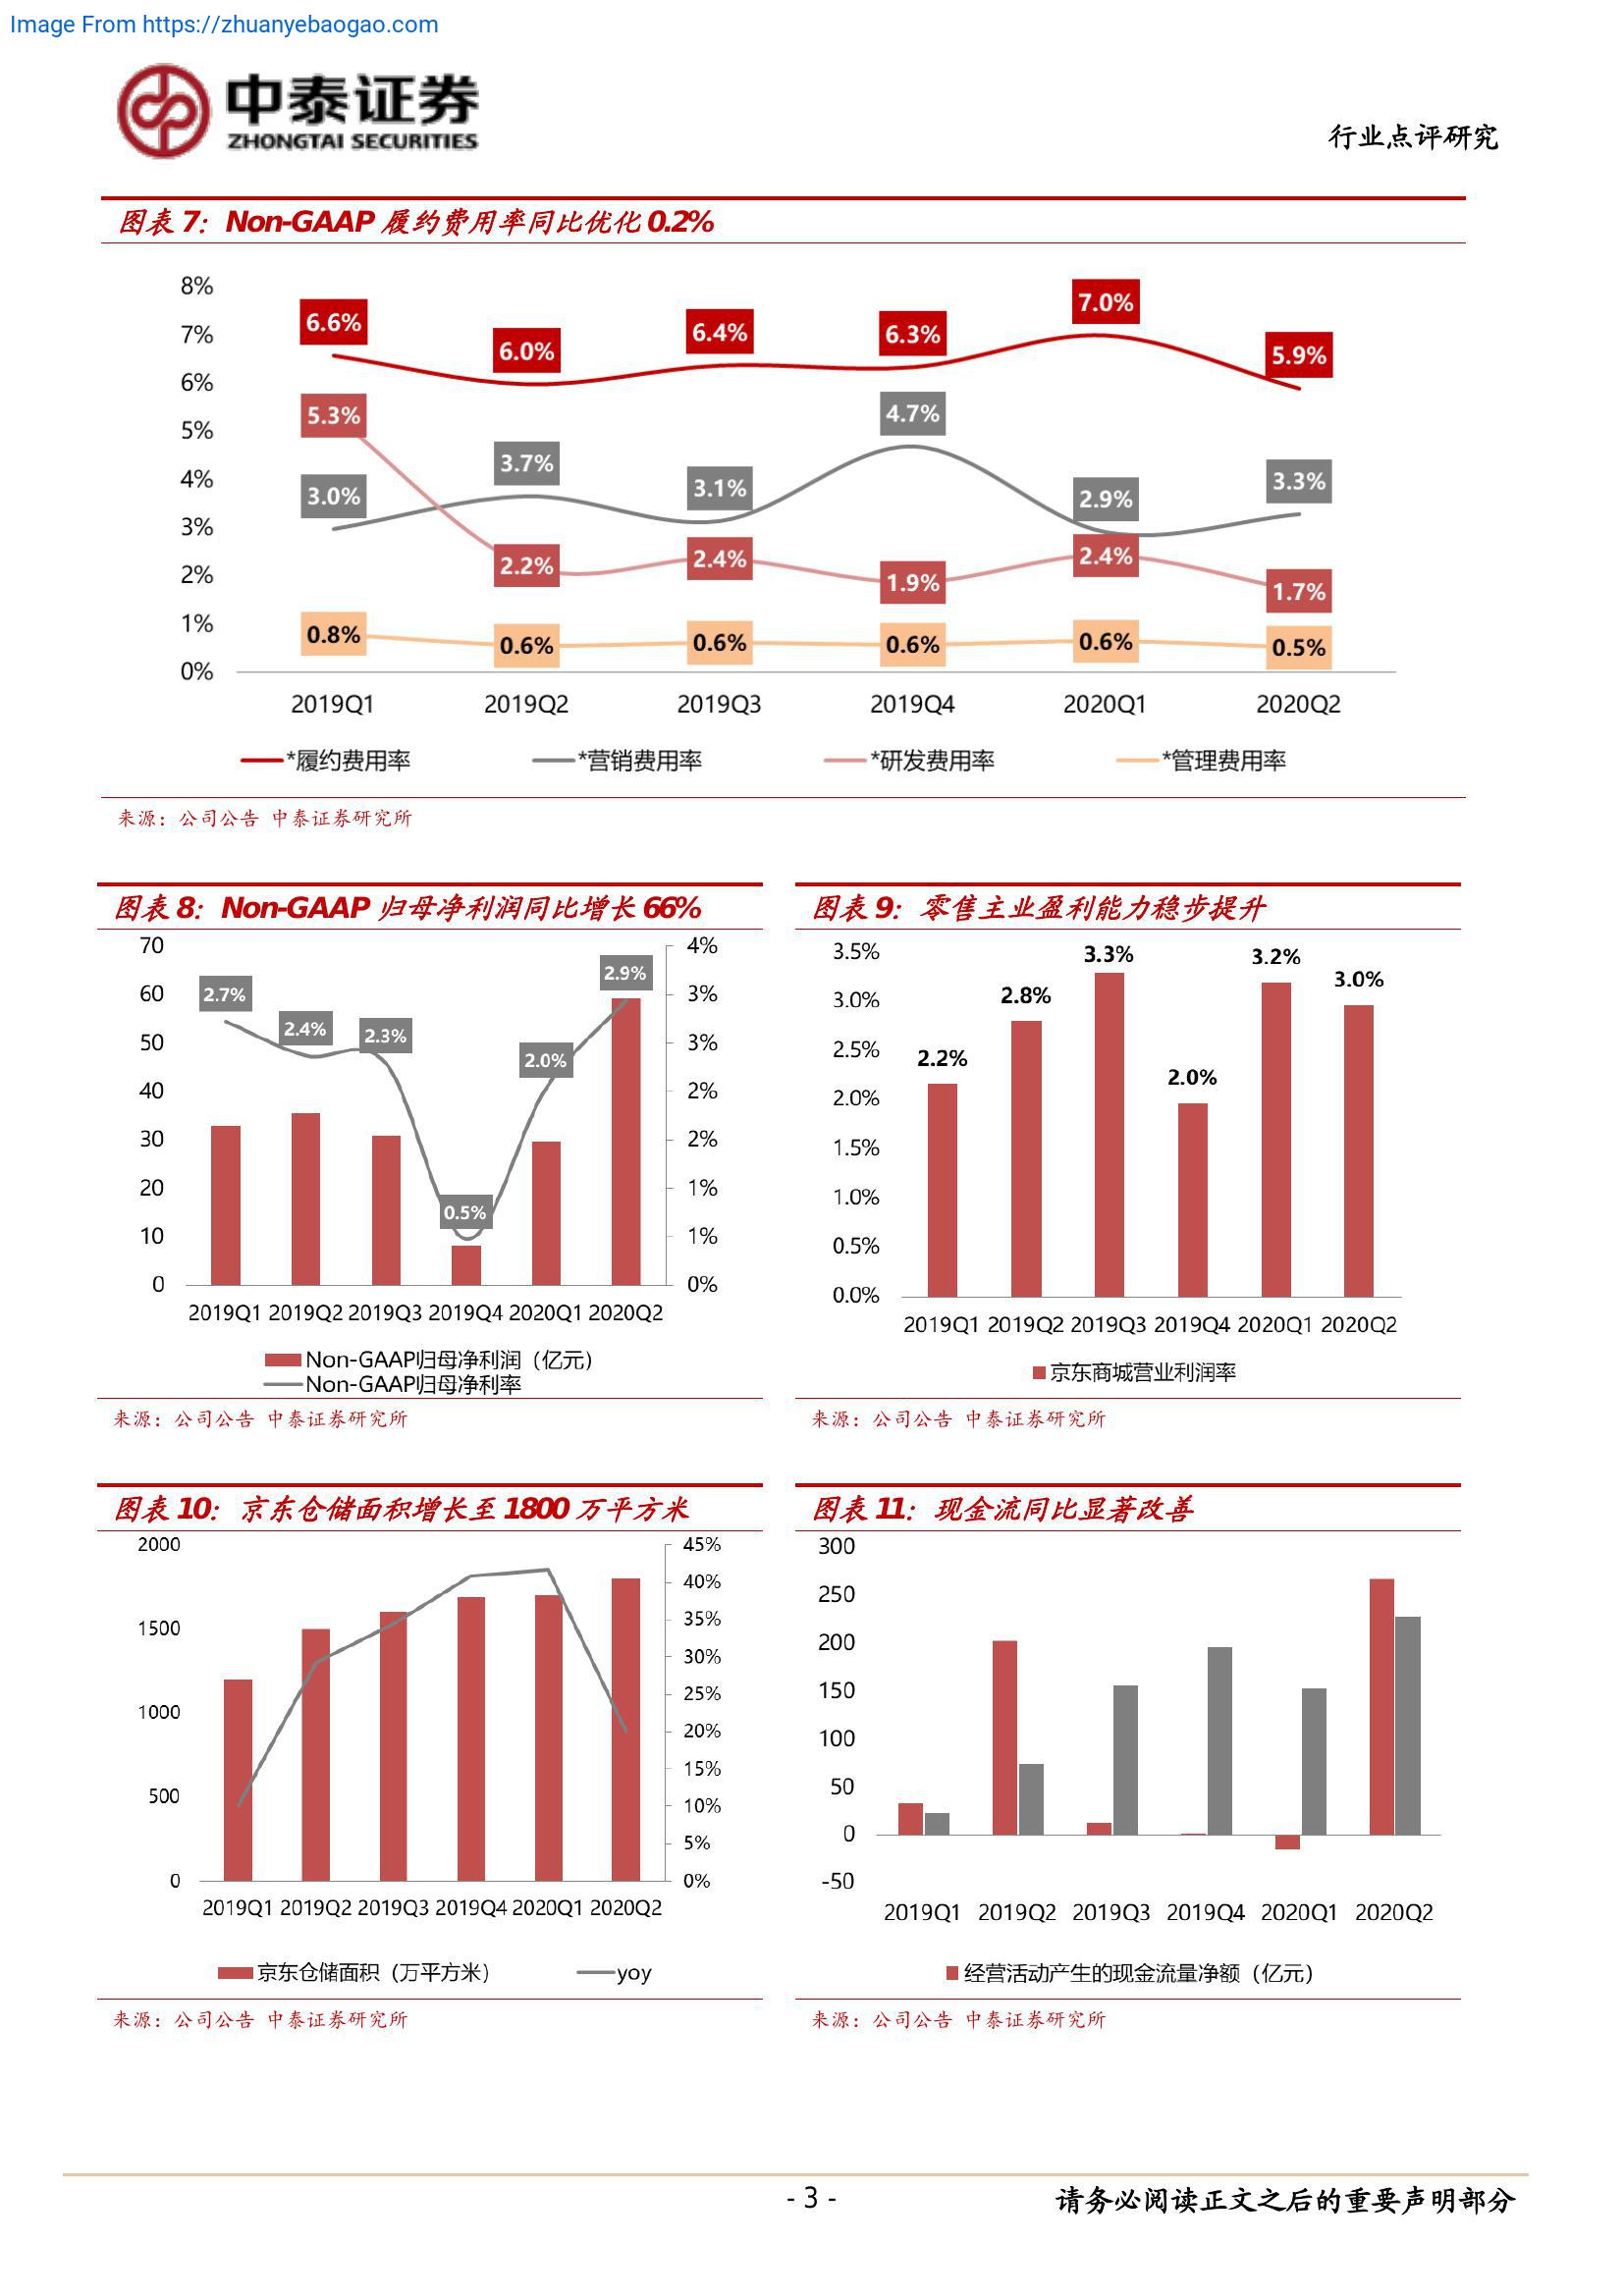 Image From https://zhuanyebaogao.com
中泰证券
ZHONGTAI SECURITIES
行业点评研究
图表 7：Non-GAAP 履约费用率同比优化 0.2%
8%
7%
6%
5%
4%
3%
2%
1%
0%
6.6% 6.0% 6.4% 6.3% 7.0% 5.9%
5.3% 2.2% 2.4% 1.9% 2.4% 1.7%
3.0% 3.7% 3.1% 4.7% 2.9% 3.3%
0.8% 0.6% 0.6% 0.6% 0.6% 0.5%
2019Q1 2019Q2 2019Q3 2019Q4 2020Q1 2020Q2
*履约费用率 *营销费用率 *研发费用率 *管理费用率
来源：公司公告 中泰证券研究所
图表 8：Non-GAAP 归母净利润同比增长 66%
70
60
50
40
30
20
10
0
2.7% 2.4% 2.3% 0.5% 2.0% 2.9%
4%
3%
3%
2%
2%
1%
1%
0%
2019Q1 2019Q2 2019Q3 2019Q4 2020Q1 2020Q2
Non-GAAP归母净利润（亿元）
Non-GAAP归母净利率
来源：公司公告 中泰证券研究所
图表 9：零售主业盈利能力稳步提升
3.5%
3.0%
2.5%
2.0%
1.5%
1.0%
0.5%
0.0%
2.2% 2.8% 3.3% 2.0% 3.2% 3.0%
2019Q1 2019Q2 2019Q3 2019Q4 2020Q1 2020Q2
京东商城营业利润率
来源：公司公告 中泰证券研究所
图表 10：京东仓储面积增长至 1800 万平方米
2000
1500
1000
500
0
45%
40%
35%
30%
25%
20%
15%
10%
5%
0%
2019Q1 2019Q2 2019Q3 2019Q4 2020Q1 2020Q2
京东仓储面积（万平方米） yoy
来源：公司公告 中泰证券研究所
图表 11：现金流同比显著改善
300
250
200
150
100
50
0
-50
2019Q1 2019Q2 2019Q3 2019Q4 2020Q1 2020Q2
经营活动产生的现金流量净额（亿元）
来源：公司公告 中泰证券研究所
- 3 -
请务必阅读正文之后的重要声明部分